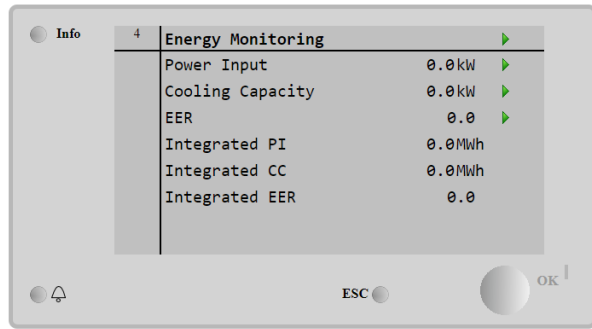 Info
4 Energy Monitoring
Power Input 0.0kW
Cooling Capacity 0.0kW
EER 0.0
Integrated PI 0.0MWh
Integrated CC 0.0MWh
Integrated EER 0.0
ESC
OK